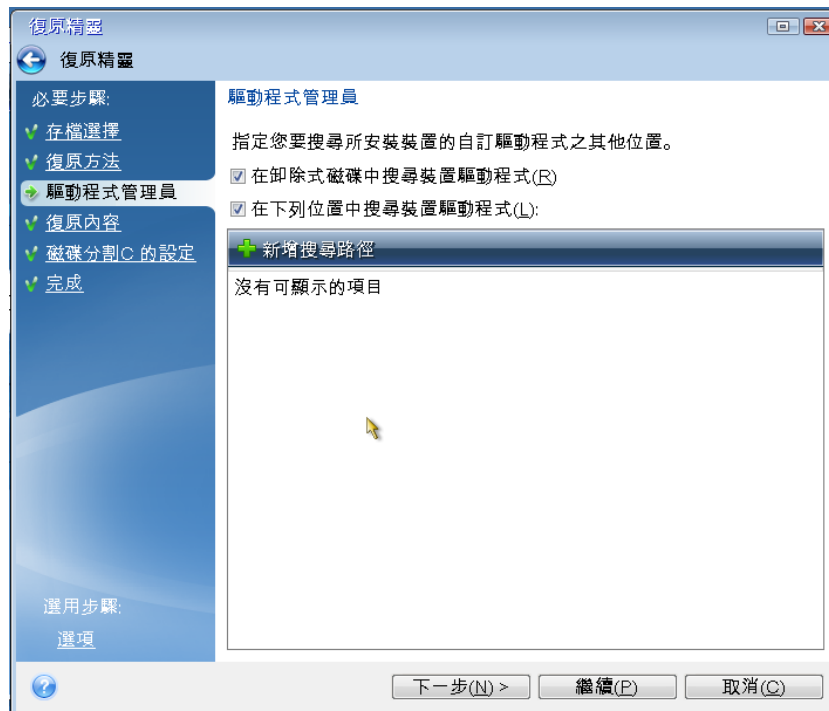 復原精靈
復原精靈
必要步驟:
存檔選擇
復原方法
驅動程式管理員
復原內容
磁碟分割C 的設定
完成
選用步驟:
選項
驅動程式管理員
指定您要搜尋所安裝裝置的自訂驅動程式之其他位置。
在卸除式磁碟中搜尋裝置驅動程式(R)
在下列位置中搜尋裝置驅動程式(L):
新增搜尋路徑
沒有可顯示的項目
下一步(N) >
繼續(P)
取消(C)